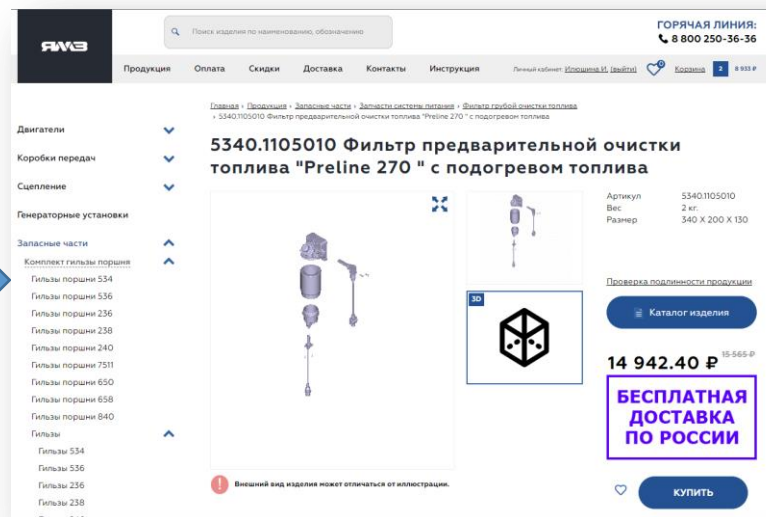 ЯМЗ
Поиск изделия по наименованию, обозначению
ГОРЯЧАЯ ЛИНИЯ:
8 800 250-36-36
Продукция Оплата Скидки Доставка Контакты Инструкция Личный кабинет: Илюшина И. (выйти) 0 Корзина 2 8 933 ₽
Главная › Продукция › Запасные части › Запчасти системы питания › Фильтр грубой очистки топлива
› 5340.1105010 Фильтр предварительной очистки топлива "Preline 270 " с подогревом топлива
Двигатели
Коробки передач
Сцепление
Генераторные установки
Запасные части
Комплект гильзы поршня
Гильзы поршни 534
Гильзы поршни 536
Гильзы поршни 236
Гильзы поршни 238
Гильзы поршни 240
Гильзы поршни 7511
Гильзы поршни 650
Гильзы поршни 658
Гильзы поршни 840
Гильзы
Гильзы 534
Гильзы 536
Гильзы 236
Гильзы 238
5340.1105010 Фильтр предварительной очистки
топлива "Preline 270 " с подогревом топлива
3D
Внешний вид изделия может отличаться от иллюстрации.
Артикул 5340.1105010
Вес 2 кг.
Размер 340 X 200 X 130
Проверка подлинности продукции
Каталог изделия
14 942.40 ₽ 15 565 ₽
БЕСПЛАТНАЯ
ДОСТАВКА
ПО РОССИИ
КУПИТЬ